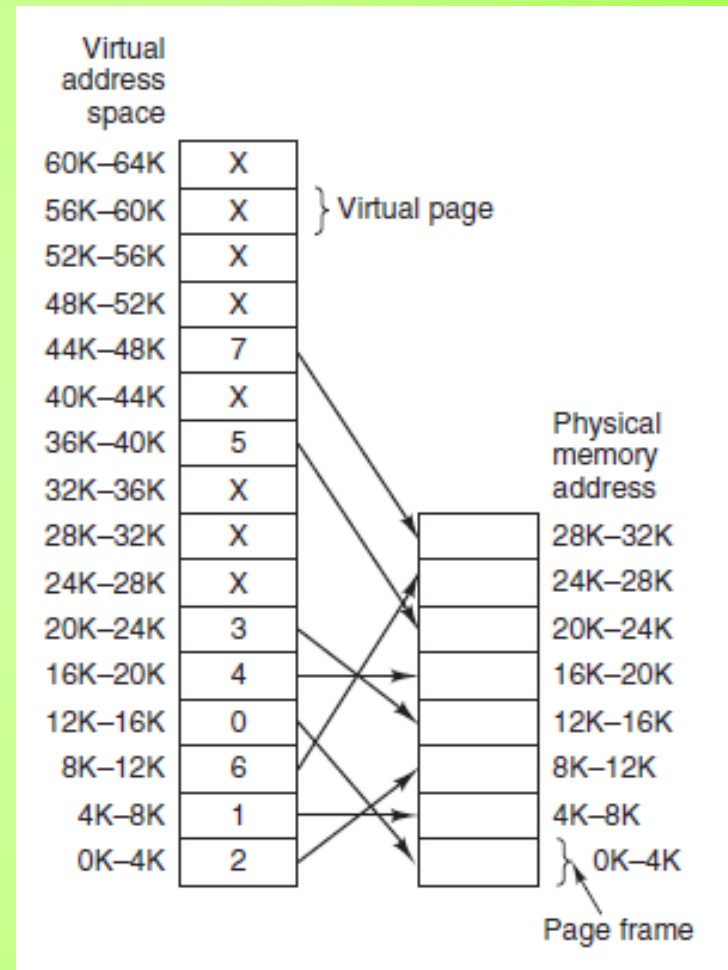 Virtual
address
space
60K–64K X
56K–60K X Virtual page
52K–56K X
48K–52K X
44K–48K 7
40K–44K X
36K–40K 5
32K–36K X
28K–32K X
24K–28K X
20K–24K 3
16K–20K 4
12K–16K 0
8K–12K 6
4K–8K 1
0K–4K 2
Physical
memory
address
28K–32K
24K–28K
20K–24K
16K–20K
12K–16K
8K–12K
4K–8K
0K–4K
Page frame